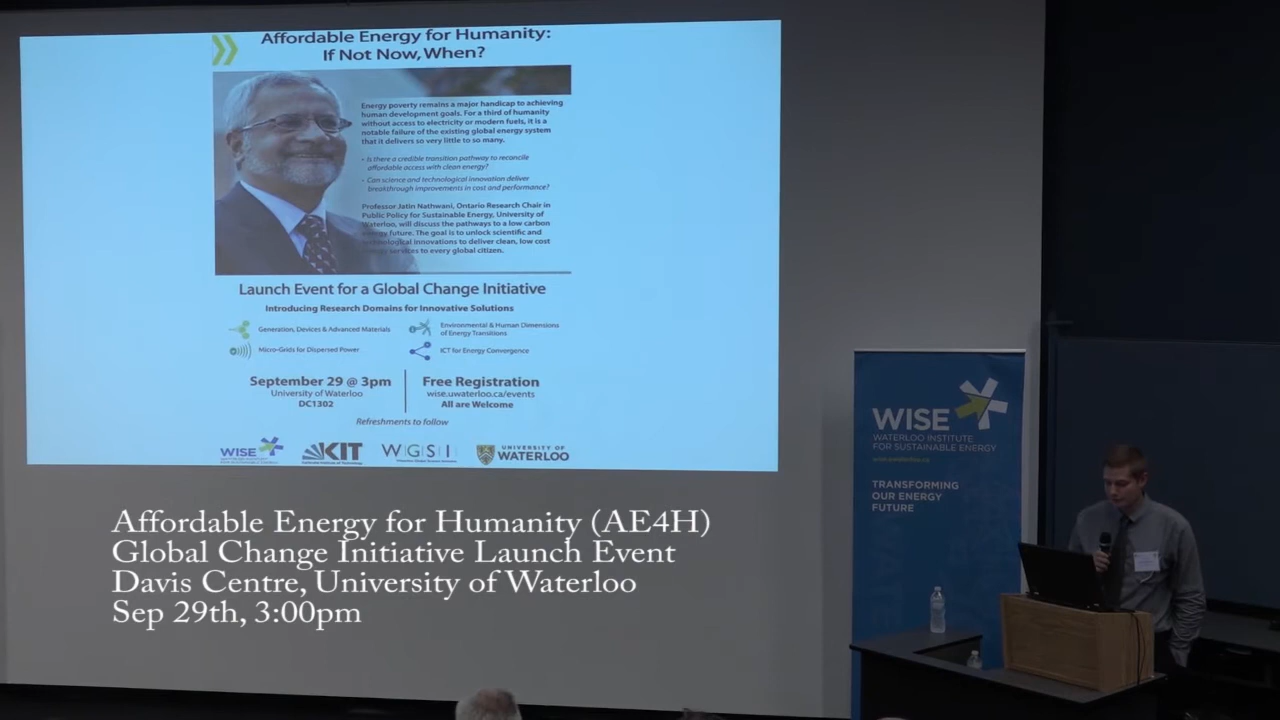 Affordable Energy for Humanity:
If Not Now, When?
Energy poverty remains a major handicap to achieving
human development goals. For a third of humanity
without access to electricity or modern fuels, it is a
notable failure of the existing global energy system
that it delivers so very little to so many.
• Is there a credible transition pathway to reconcile
affordable access with clean energy?
• Can science and technological innovation deliver
breakthrough improvements in cost and performance?
Professor Jatin Nathwani, Ontario Research Chair in
Public Policy for Sustainable Energy, University of
Waterloo, will discuss the pathways to a low carbon
energy future. The goal is to unlock scientific and
technological innovations to deliver clean, low cost
energy services to every global citizen.
Launch Event for a Global Change Initiative
Introducing Research Domains for Innovative Solutions
Generation, Devices & Advanced Materials
Environmental & Human Dimensions
of Energy Transitions
Micro-Grids for Dispersed Power
ICT for Energy Convergence
September 29 @ 3pm
University of Waterloo
DC1302
Free Registration
wise.uwaterloo.ca/events
All are Welcome
Refreshments to follow
WISE
KIT
Karlsruhe Institute of Technology
WGSI
UNIVERSITY OF
WATERLOO
WISE
WATERLOO INSTITUTE
FOR SUSTAINABLE ENERGY
wise.uwaterloo.ca
TRANSFORMING
OUR ENERGY
FUTURE
Affordable Energy for Humanity (AE4H)
Global Change Initiative Launch Event
Davis Centre, University of Waterloo
Sep 29th, 3:00pm